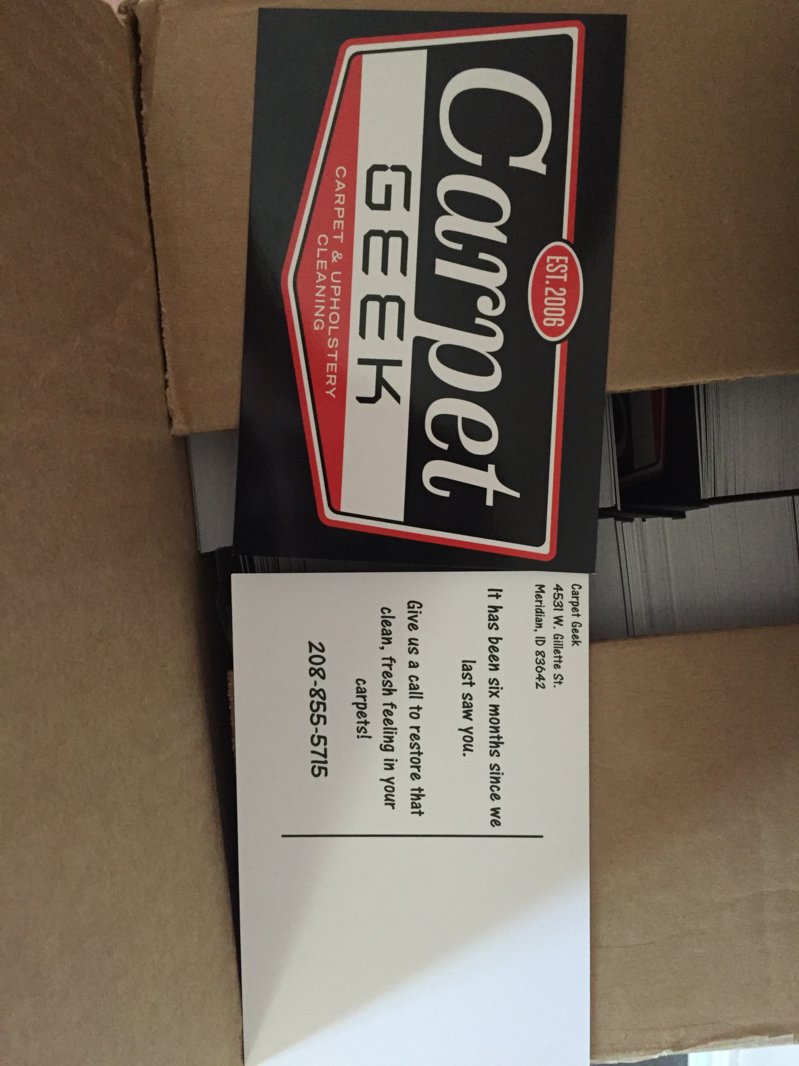 EST. 2006
Carpet
GEEK
CARPET & UPHOLSTERY
CLEANING
Carpet Geek
4531 W. Gillette St.
Meridian, ID 83642
It has been six months since we
last saw you.
Give us a call to restore that
clean, fresh feeling in your
carpets!
208-855-5715